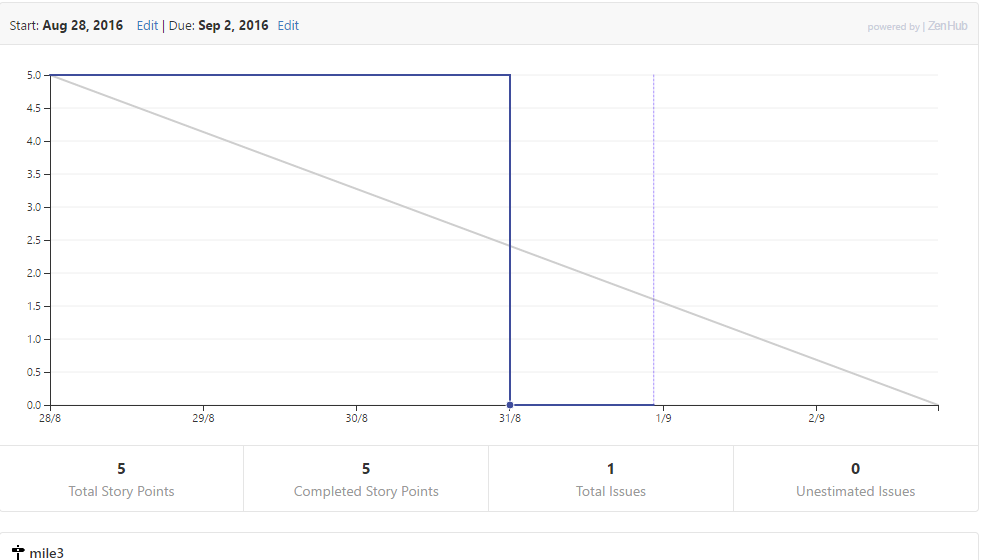 Start: Aug 28, 2016 Edit | Due: Sep 2, 2016 Edit
powered by | ZenHub
5.0
4.5
4.0
3.5
3.0
2.5
2.0
1.5
1.0
0.5
0.0
28/8 29/8 30/8 31/8 1/9 2/9
5 5 1 0
Total Story Points Completed Story Points Total Issues Unestimated Issues
mile3